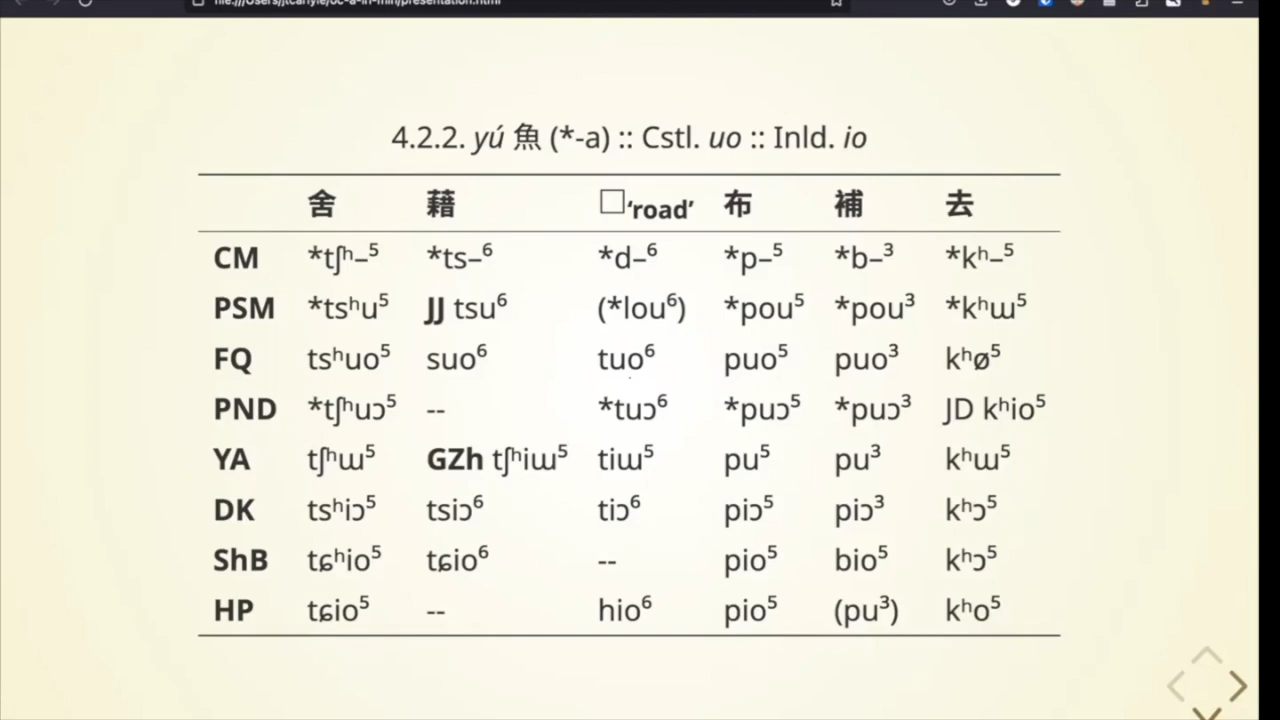 4.2.2. yú 魚 (*-a) :: Cstl. uo :: Inld. io
舍 藉 □'road' 布 補 去
CM *tʃʰ–⁵ *ts–⁶ *d–⁶ *p–⁵ *b–³ *kʰ–⁵
PSM *tsʰu⁵ JJ tsu⁶ (*lou⁶) *pou⁵ *pou³ *kʰɯ⁵
FQ tsʰuo⁵ suo⁶ tuo⁶ puo⁵ puo³ kʰø⁵
PND *tʃʰuɔ⁵ -- *tuɔ⁶ *puɔ⁵ *puɔ³ JD kʰio⁵
YA tʃʰɯ⁵ GZh tʃʰiɯ⁵ tiɯ⁵ pu⁵ pu³ kʰɯ⁵
DK tsʰiɔ⁵ tsiɔ⁶ tiɔ⁶ piɔ⁵ piɔ³ kʰɔ⁵
ShB tɕʰio⁵ tɕio⁶ -- pio⁵ bio⁵ kʰɔ⁵
HP tɕio⁵ -- hio⁶ pio⁵ (pu³) kʰo⁵